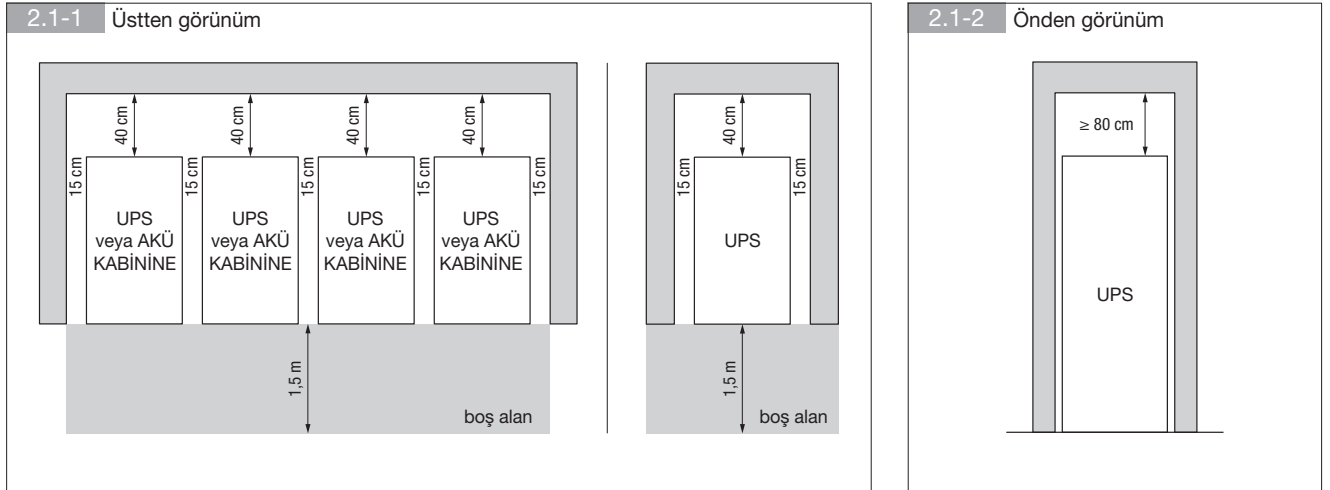 2.1-1 Üstten görünüm
40 cm 40 cm 40 cm 40 cm
15 cm 15 cm 15 cm 15 cm 15 cm
UPS
veya AKÜ
KABİNİNE
UPS
veya AKÜ
KABİNİNE
UPS
veya AKÜ
KABİNİNE
UPS
veya AKÜ
KABİNİNE
1,5 m
boş alan
40 cm
15 cm 15 cm
UPS
1,5 m
boş alan
2.1-2 Önden görünüm
≥ 80 cm
UPS